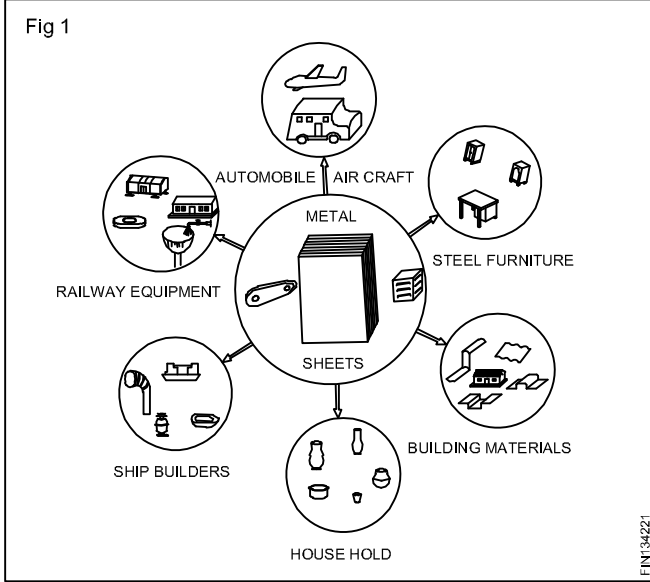 Fig 1
AUTOMOBILE AIR CRAFT
METAL
STEEL FURNITURE
RAILWAY EQUIPMENT
SHEETS
BUILDING MATERIALS
SHIP BUILDERS
HOUSE HOLD
FIN134221